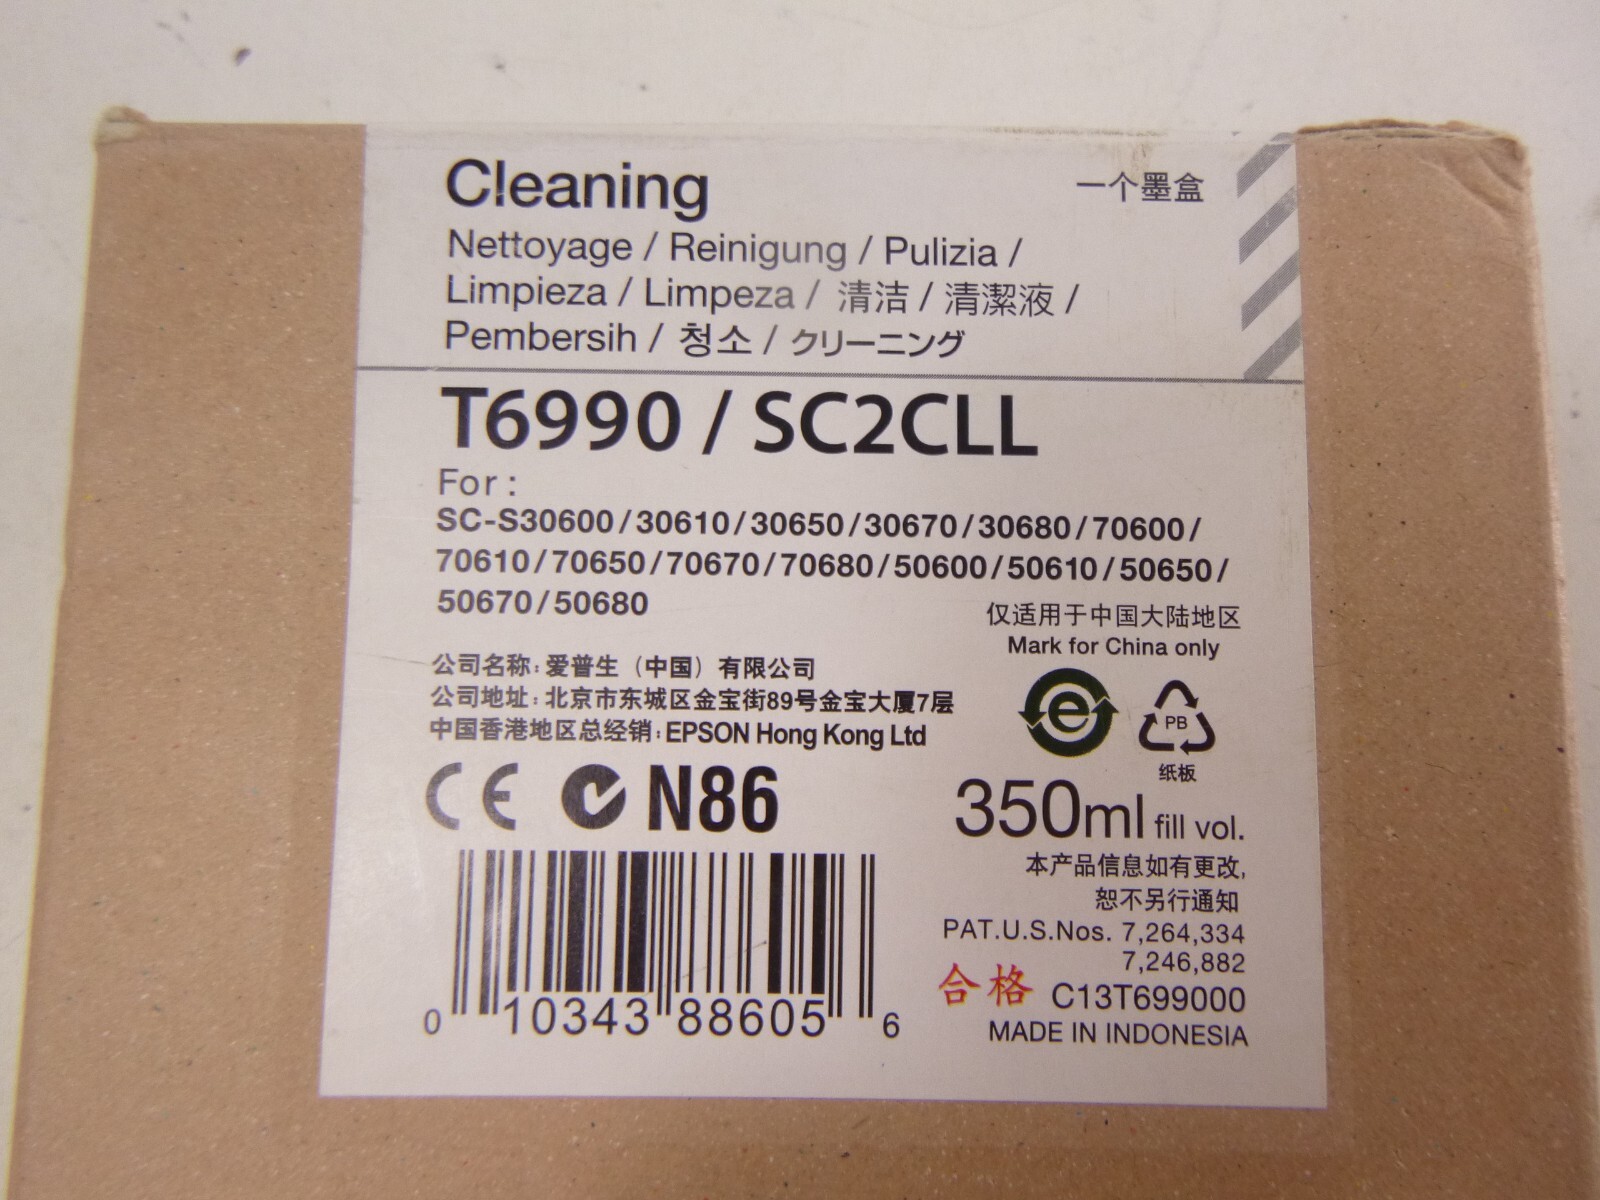 Cleaning
一个墨盒
Nettoyage / Reinigung / Pulizia /
Limpieza / Limpeza / 清洁 / 清潔液 /
Pembersih / 청소 / クリーニング
T6990 / SC2CLL
For :
SC-S30600/30610/30650/30670/30680/70600/
70610/70650/70670/70680/50600/50610/50650/
50670/50680
仅适用于中国大陆地区
Mark for China only
公司名称: 爱普生（中国）有限公司
公司地址: 北京市东城区金宝街89号金宝大厦7层
中国香港地区总经销: EPSON Hong Kong Ltd
e
PB
纸板
CE N86
350ml fill vol.
本产品信息如有更改,
恕不另行通知
PAT.U.S.Nos. 7,264,334
7,246,882
合格 C13T699000
MADE IN INDONESIA
0 10343 88605 6